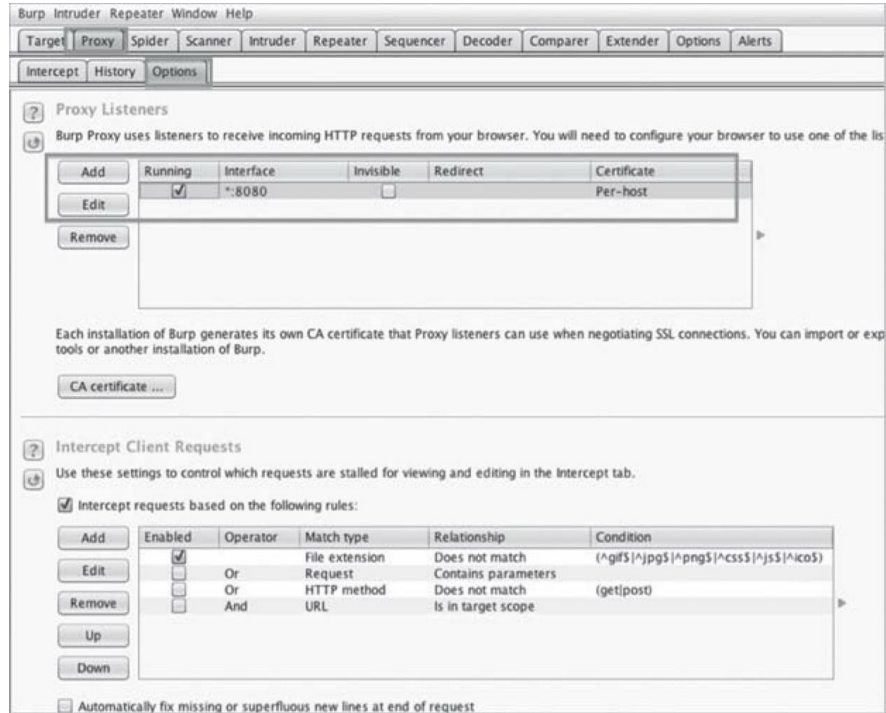 Burp Intruder Repeater Window Help
Target Proxy Spider Scanner Intruder Repeater Sequencer Decoder Comparer Extender Options Alerts
Intercept History Options
? Proxy Listeners
Burp Proxy uses listeners to receive incoming HTTP requests from your browser. You will need to configure your browser to use one of the lis
Add Running Interface Invisible Redirect Certificate
*:8080 Per-host
Edit
Remove
Each installation of Burp generates its own CA certificate that Proxy listeners can use when negotiating SSL connections. You can import or exp
tools or another installation of Burp.
CA certificate ...
? Intercept Client Requests
Use these settings to control which requests are stalled for viewing and editing in the Intercept tab.
Intercept requests based on the following rules:
Add Enabled Operator Match type Relationship Condition
File extension Does not match (^gif$|^jpg$|^png$|^css$|^js$|^ico$)
Edit Or Request Contains parameters
Or HTTP method Does not match (get|post)
Remove And URL Is in target scope
Up
Down
Automatically fix missing or superfluous new lines at end of request